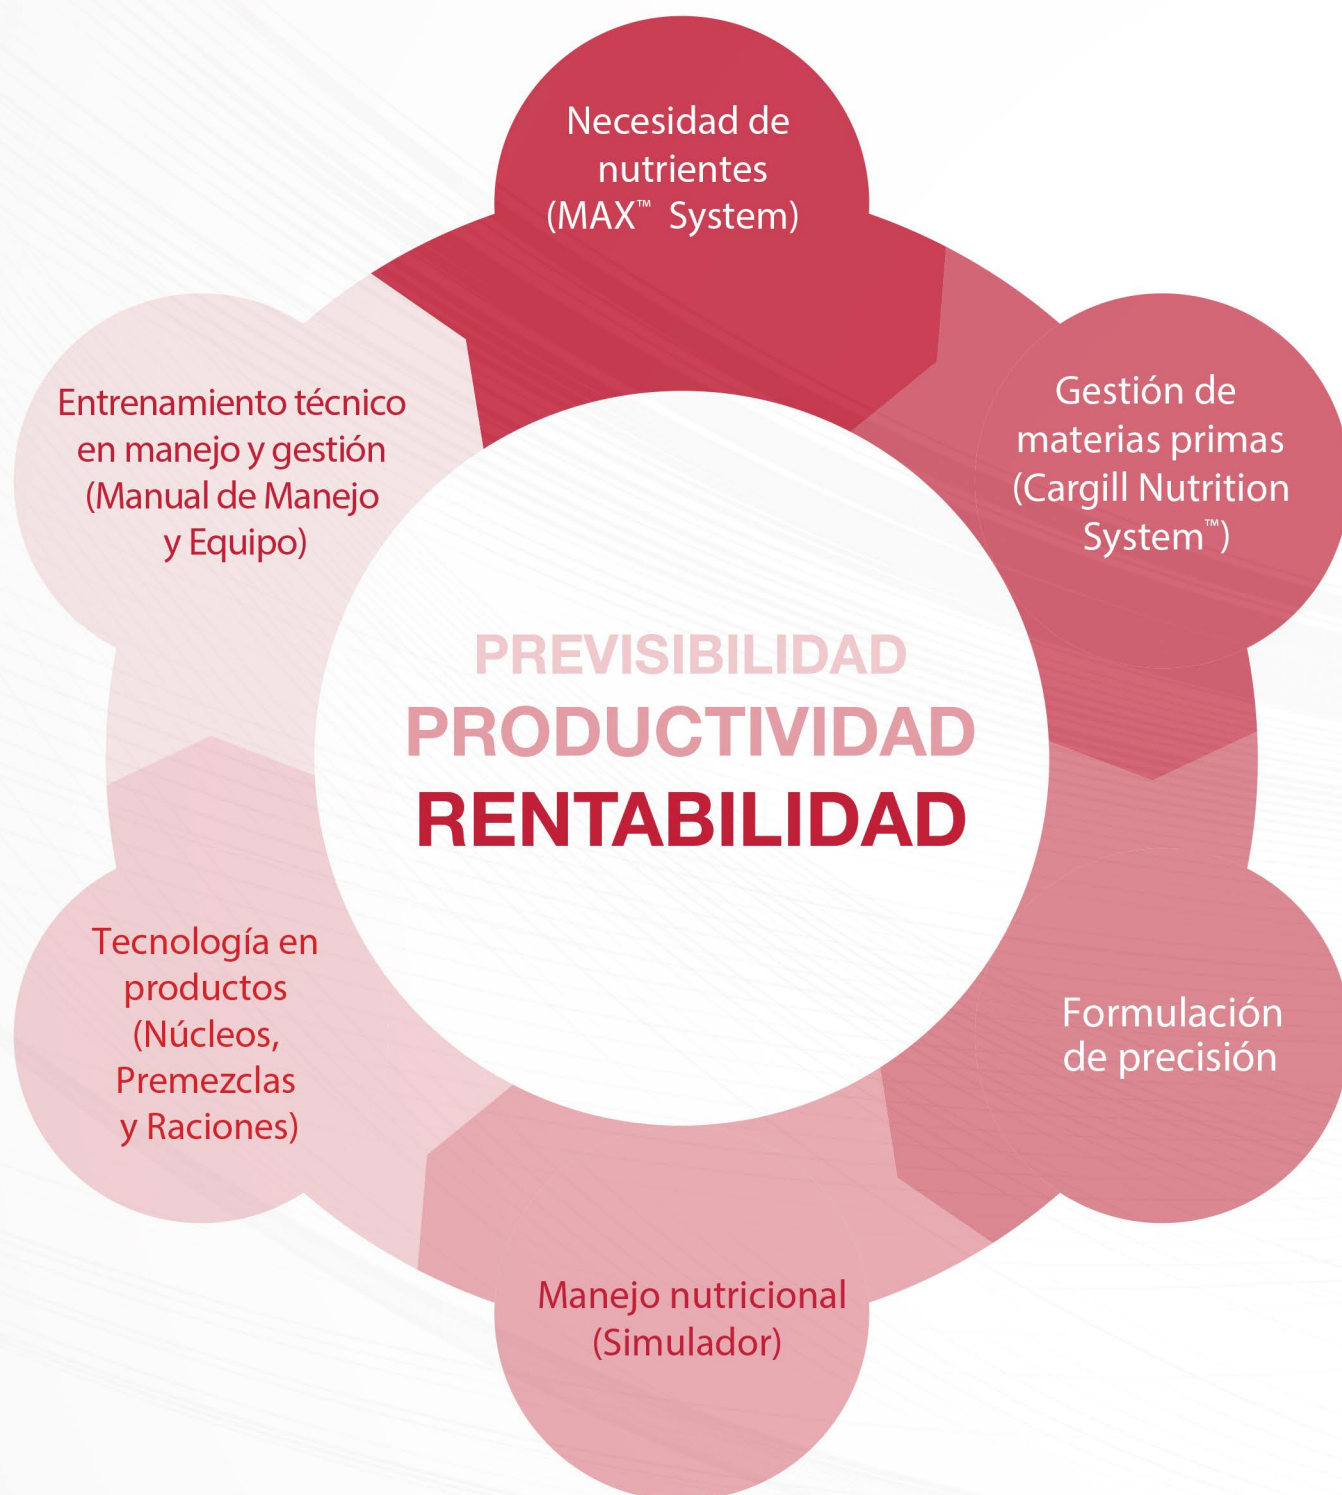 Necesidad de
nutrientes
(MAX™ System)
Gestión de
materias primas
(Cargill Nutrition
System™)
Formulación
de precisión
Manejo nutricional
(Simulador)
Tecnología en
productos
(Núcleos,
Premezclas
y Raciones)
Entrenamiento técnico
en manejo y gestión
(Manual de Manejo
y Equipo)
PREVISIBILIDAD
PRODUCTIVIDAD
RENTABILIDAD